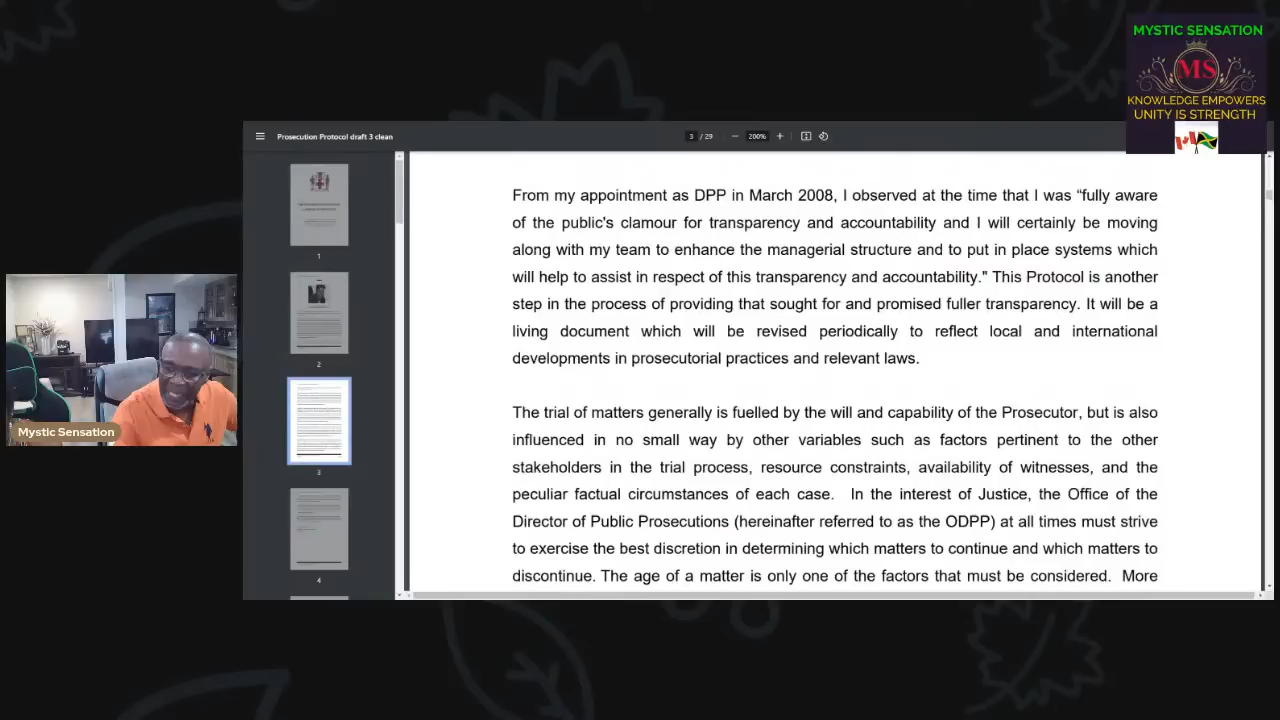 MYSTIC SENSATION
MS
KNOWLEDGE EMPOWERS
UNITY IS STRENGTH
Prosecution Protocol draft 3 clean
3 / 29
200%
1
2
3
4
From my appointment as DPP in March 2008, I observed at the time that I was “fully aware
of the public's clamour for transparency and accountability and I will certainly be moving
along with my team to enhance the managerial structure and to put in place systems which
will help to assist in respect of this transparency and accountability." This Protocol is another
step in the process of providing that sought for and promised fuller transparency. It will be a
living document which will be revised periodically to reflect local and international
developments in prosecutorial practices and relevant laws.
The trial of matters generally is fuelled by the will and capability of the Prosecutor, but is also
influenced in no small way by other variables such as factors pertinent to the other
stakeholders in the trial process, resource constraints, availability of witnesses, and the
peculiar factual circumstances of each case. In the interest of Justice, the Office of the
Director of Public Prosecutions (hereinafter referred to as the ODPP) at all times must strive
to exercise the best discretion in determining which matters to continue and which matters to
discontinue. The age of a matter is only one of the factors that must be considered. More
Mystic Sensation